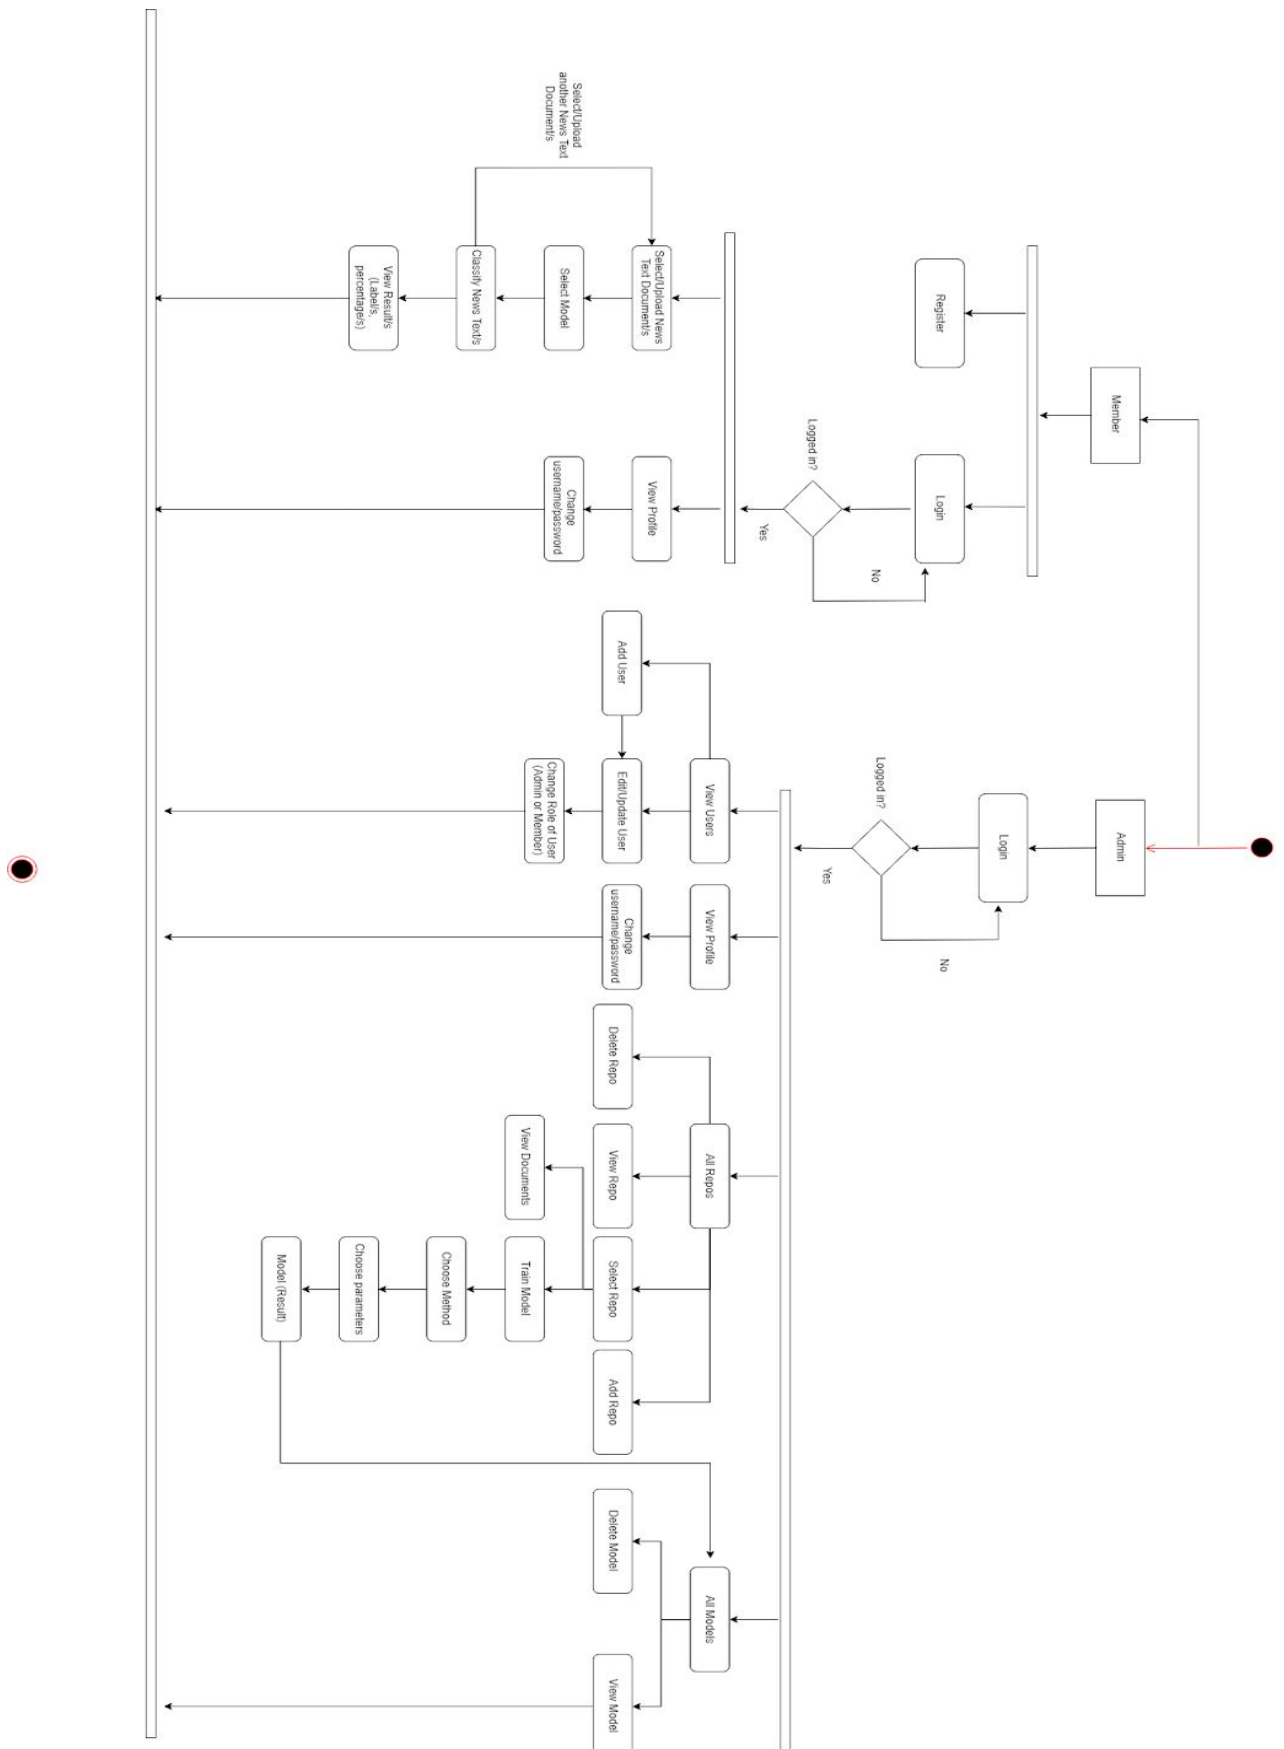 Admin
Member
Login
Logged in?
No
Yes
Register
Login
Logged in?
No
Yes
Select/Upload News
Text Document/s
Select Model
Classify News Text/s
Select/Upload
another News Text
Document/s
View Result/s
(Label/s,
percentage/s)
View Profile
Change
username/password
View Users
Add User
Edit/Update User
Change Role of User
(Admin or Member)
View Profile
Change
username/password
All Repos
Delete Repo
View Repo
Select Repo
Add Repo
View Documents
Train Model
Choose Method
Choose parameters
Model (Result)
All Models
Delete Model
View Model